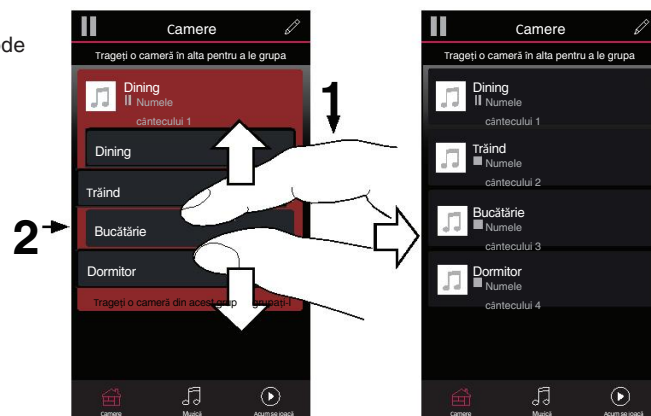 ode
Camere
Trageți o cameră în alta pentru a le grupa
Dining
Numele
cântecului 1
Dining
Trăind
Bucătărie
Dormitor
Trageți o cameră din acest grup grupați-l
Camere
Muzică
Acum se joacă
1
2
Camere
Trageți o cameră în alta pentru a le grupa
Dining
Numele
cântecului 1
Trăind
Numele
cântecului 2
Bucătărie
Numele
cântecului 3
Dormitor
Numele
cântecului 4
Camere
Muzică
Acum se joacă